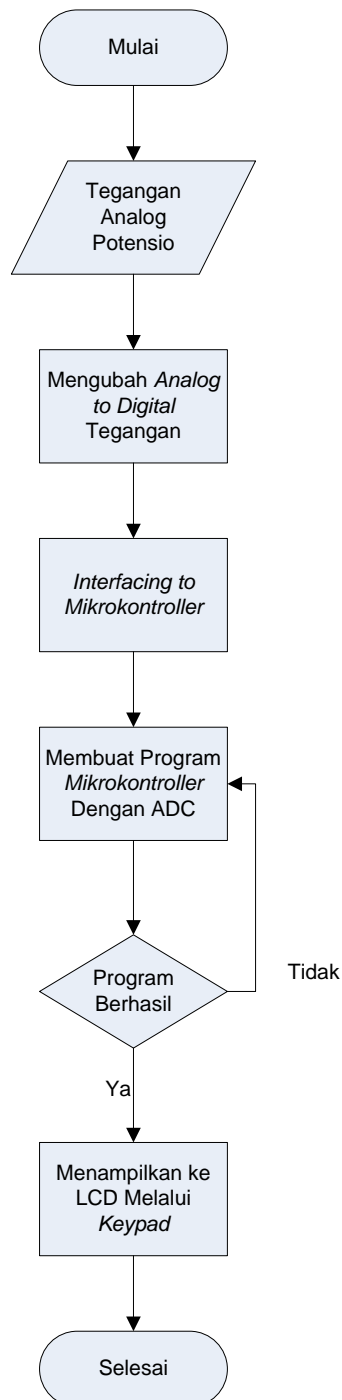 Mulai
Tegangan
Analog
Potensio
Mengubah Analog
to Digital
Tegangan
Interfacing to
Mikrokontroller
Membuat Program
Mikrokontroller
Dengan ADC
Program
Berhasil
Tidak
Ya
Menampilkan ke
LCD Melalui
Keypad
Selesai